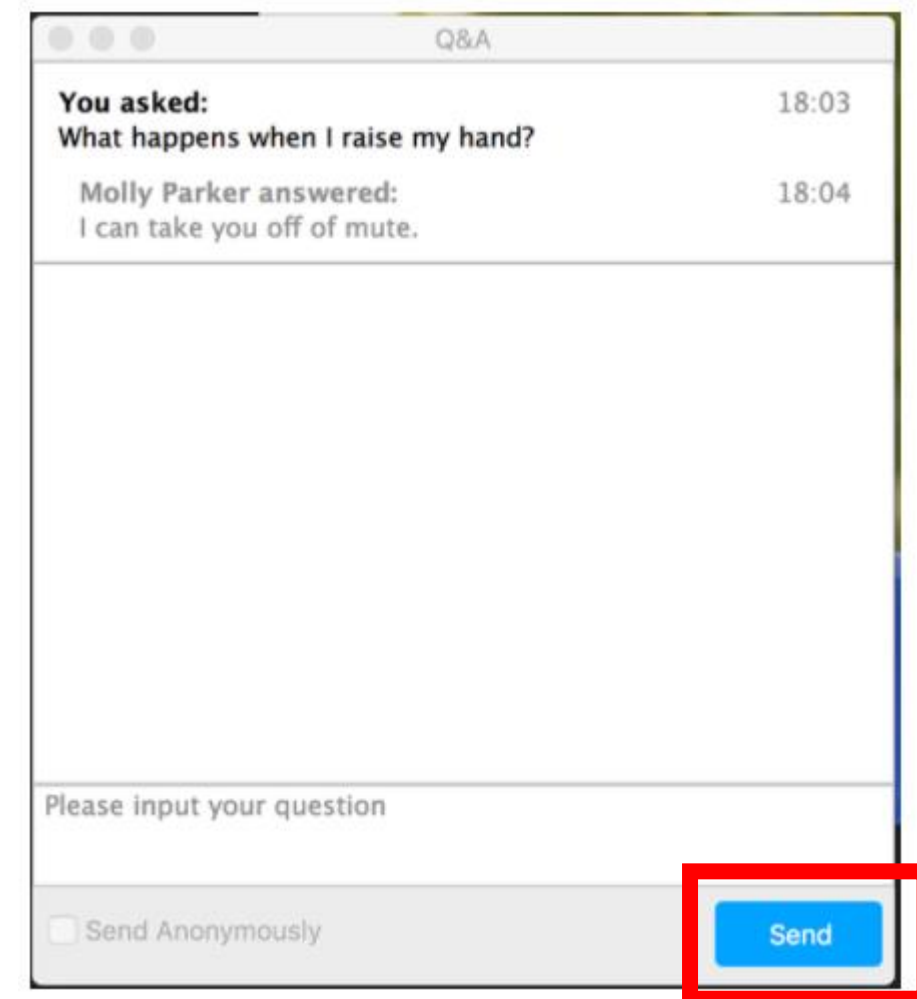 Q&A
You asked: 18:03
What happens when I raise my hand?
Molly Parker answered: 18:04
I can take you off of mute.
Please input your question
Send Anonymously
Send